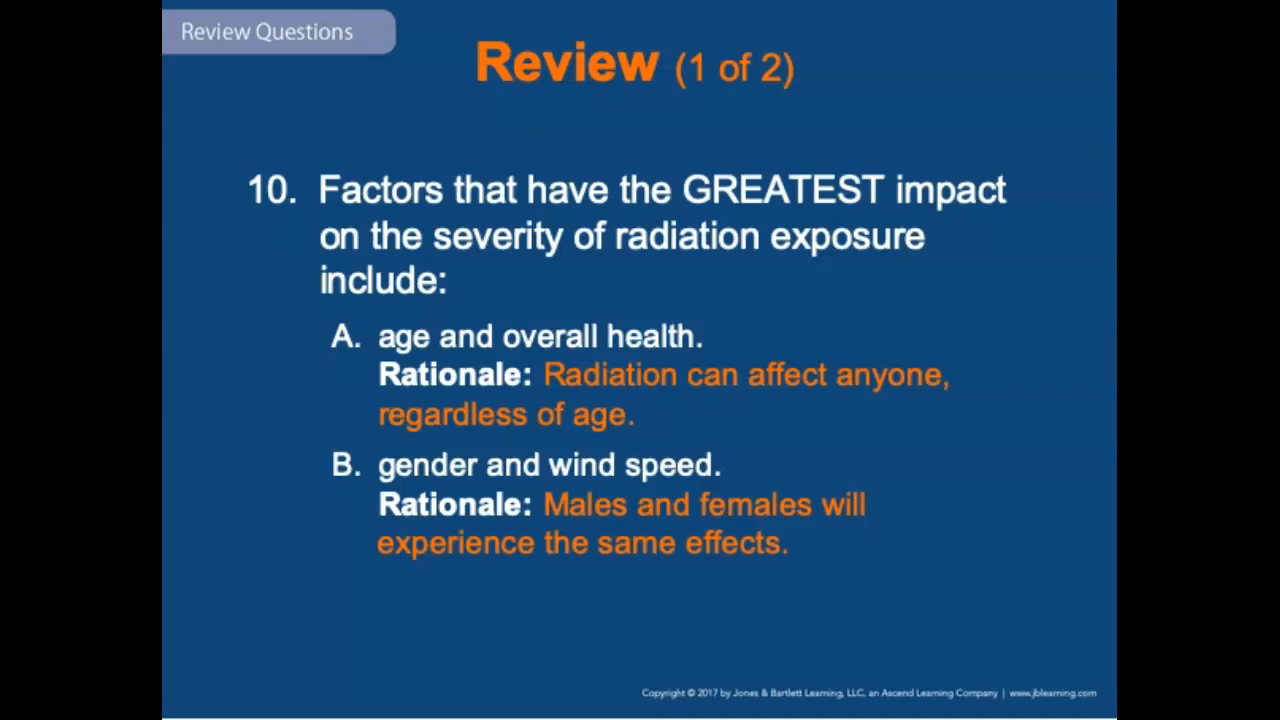 Review Questions
Review (1 of 2)
10. Factors that have the GREATEST impact
on the severity of radiation exposure
include:
A. age and overall health.
Rationale: Radiation can affect anyone,
regardless of age.
B. gender and wind speed.
Rationale: Males and females will
experience the same effects.
Copyright © 2017 by Jones & Bartlett Learning, LLC, an Ascend Learning Company | www.jblearning.com